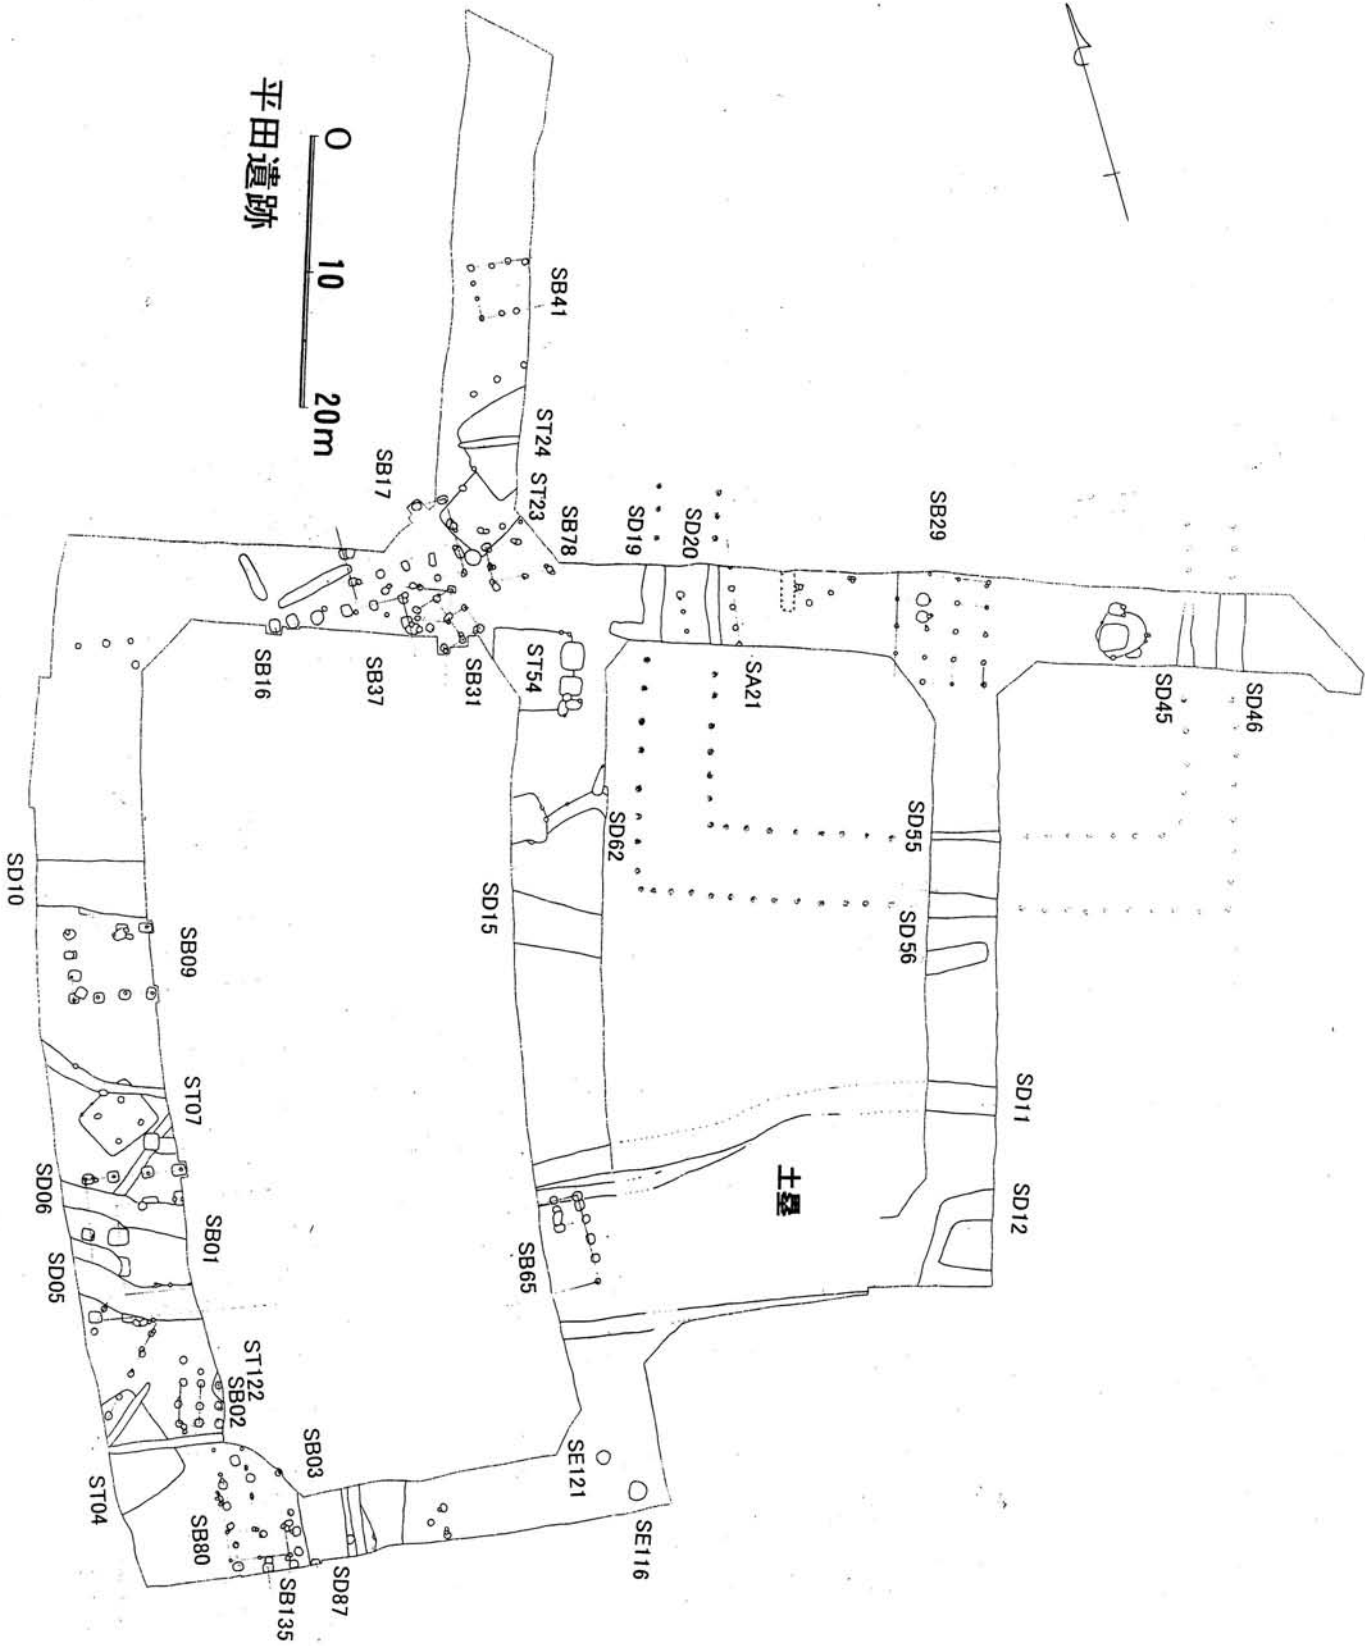 平田遺跡
0 10 20m
SB41
ST24
ST23
SB17
SB78
SD19
SD20
SB29
SB16
SB37
SB31
ST54
SA21
SD45
SD46
SD62
SD55
SD10
SB09
SD15
SD56
ST07
SD11
SD06
SB01
土塁
SD12
SD05
SB65
ST122
SB02
SB03
SE121
ST04
SB80
SB135
SD87
SE116